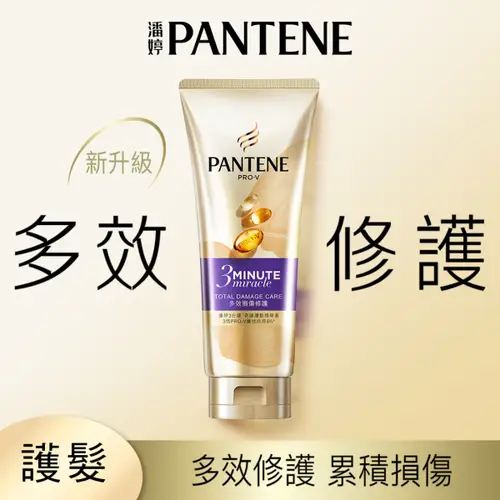 潘婷 PANTENE
新升級
多效 修護
PANTENE
PRO-V
3 MINUTE
miracle
TOTAL DAMAGE CARE
多效損傷修護
護髮 多效修護 累積損傷